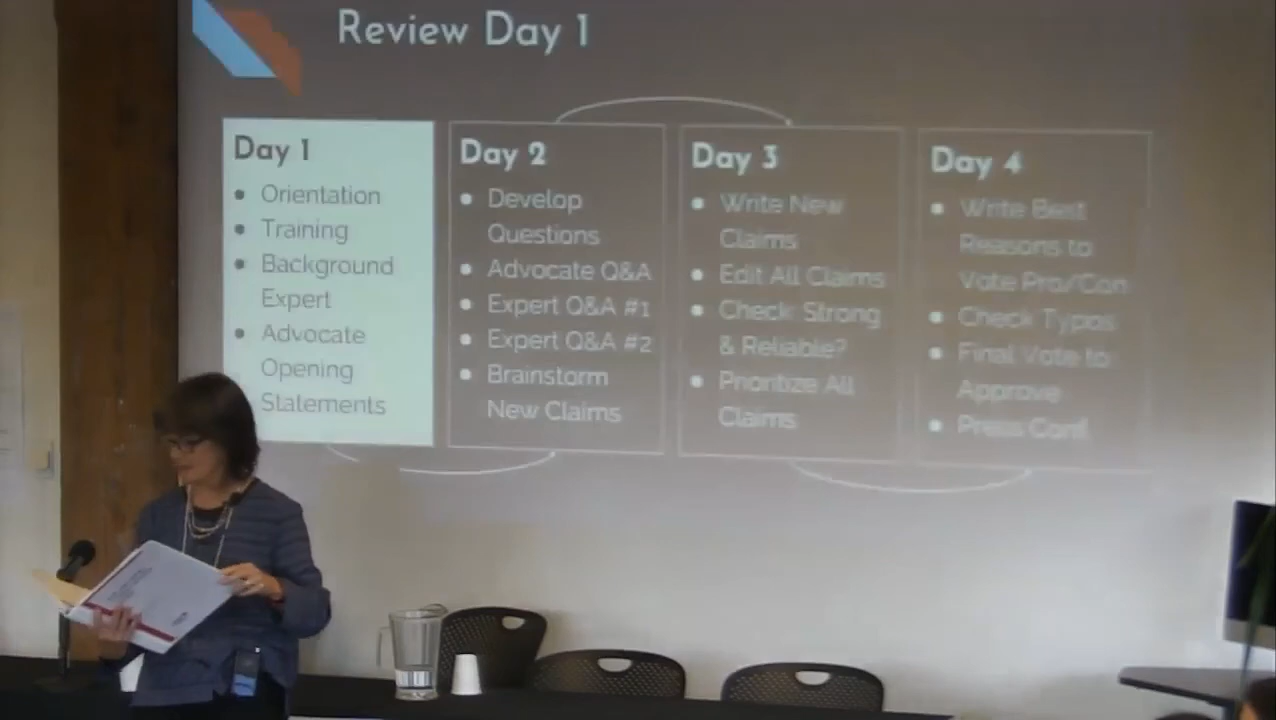 Review Day 1
Day 1
Orientation
Training
Background
Expert
Advocate
Opening
Statements
Day 2
Develop
Questions
Advocate Q&A
Expert Q&A #1
Expert Q&A #2
Brainstorm
New Claims
Day 3
Write New
Claims
Edit All Claims
Check Strong
& Reliable?
Prioritize All
Claims
Day 4
Write Best
Reasons to
Vote Pro/Con
Check Typos
Final Vote to
Approve
Press Conf.